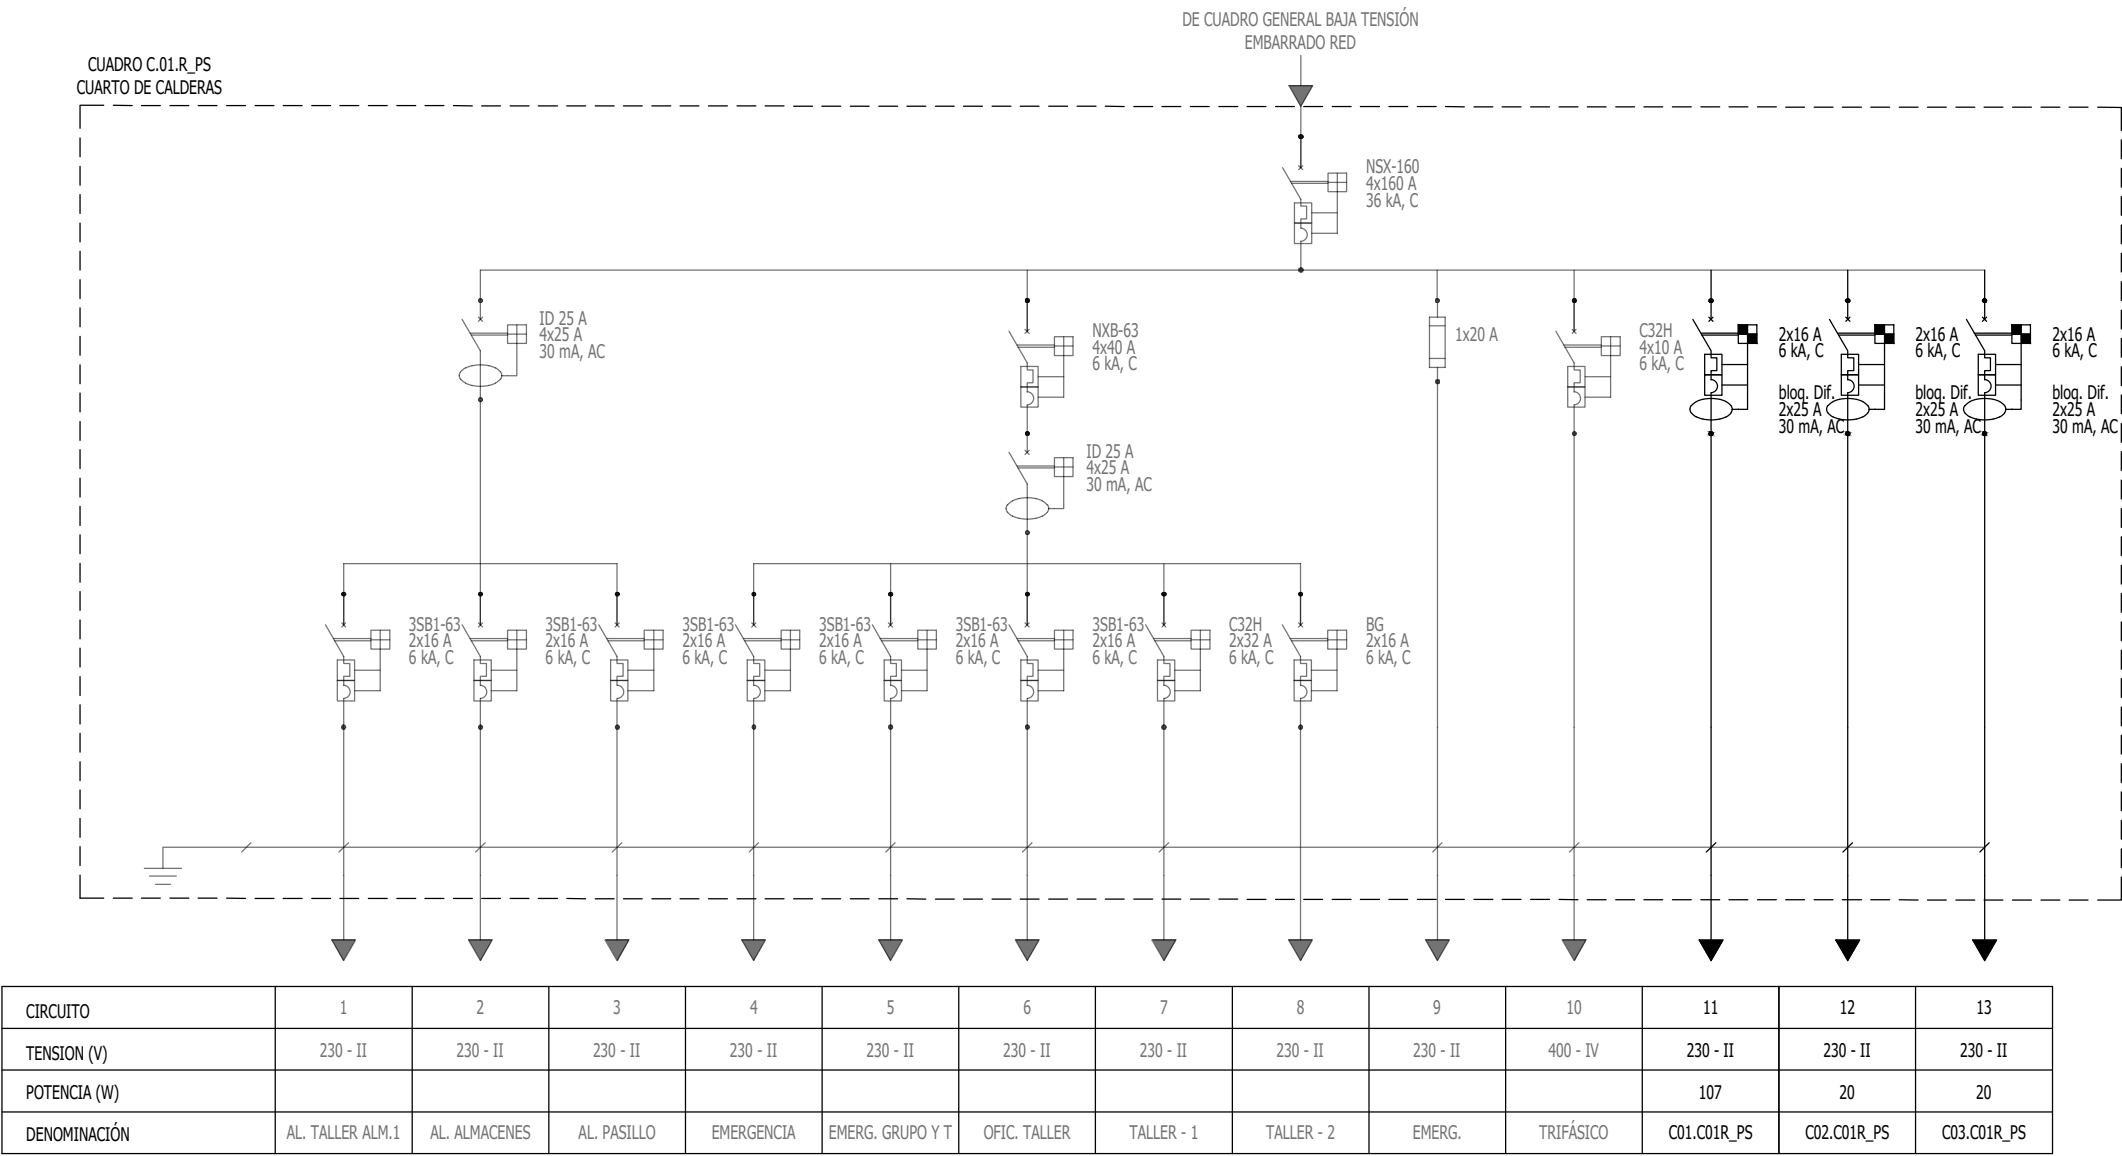 DE CUADRO GENERAL BAJA TENSIÓN
EMBARRADO RED
CUADRO C.01.R_PS
CUARTO DE CALDERAS
NSX-160
4x160 A
36 kA, C
ID 25 A
4x25 A
30 mA, AC
NXB-63
4x40 A
6 kA, C
ID 25 A
4x25 A
30 mA, AC
1x20 A
C32H
4x10 A
6 kA, C
2x16 A
6 kA, C
bloq. Dif.
2x25 A
30 mA, AC
2x16 A
6 kA, C
bloq. Dif.
2x25 A
30 mA, AC
2x16 A
6 kA, C
bloq. Dif.
2x25 A
30 mA, AC
3SB1-63
2x16 A
6 kA, C
3SB1-63
2x16 A
6 kA, C
3SB1-63
2x16 A
6 kA, C
3SB1-63
2x16 A
6 kA, C
3SB1-63
2x16 A
6 kA, C
3SB1-63
2x16 A
6 kA, C
C32H
2x32 A
6 kA, C
BG
2x16 A
6 kA, C
CIRCUITO 1 2 3 4 5 6 7 8 9 10 11 12 13
TENSION (V) 230 - II 230 - II 230 - II 230 - II 230 - II 230 - II 230 - II 230 - II 230 - II 400 - IV 230 - II 230 - II 230 - II
POTENCIA (W) 107 20 20
DENOMINACIÓN AL. TALLER ALM.1 AL. ALMACENES AL. PASILLO EMERGENCIA EMERG. GRUPO Y T OFIC. TALLER TALLER - 1 TALLER - 2 EMERG. TRIFÁSICO C01.C01R_PS C02.C01R_PS C03.C01R_PS